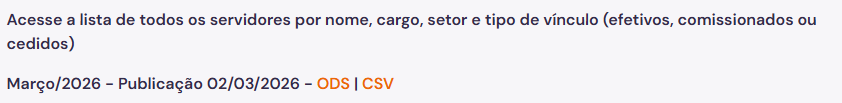 Acesse a lista de todos os servidores por nome, cargo, setor e tipo de vínculo (efetivos, comissionados ou
cedidos)
Março/2026 - Publicação 02/03/2026 - ODS | CSV